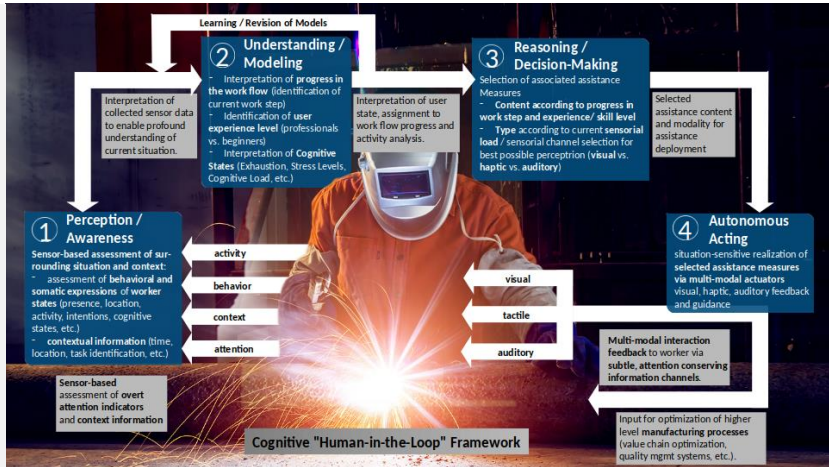 Learning / Revision of Models
2
Understanding /
Modeling
- Interpretation of progress in
the work flow (identification of
current work step)
- Identification of user
experience level (professionals
vs. beginners)
- Interpretation of Cognitive
States (Exhaustion, Stress Levels,
Cognitive Load, etc.)
3
Reasoning /
Decision-Making
Selection of associated assistance
Measures
- Content according to progress in
work step and experience/ skill level
- Type according to current sensorial
load / sensorial channel selection for
best possible perceptrion (visual vs.
haptic vs. auditory)
Interpretation of
collected sensor data
to enable profound
understanding of
current situation.
Interpretation of user
state, assignment to
work flow progress and
activity analysis.
Selected
assistance content
and modality for
assistance
deployment
1
Perception /
Awareness
Sensor-based assessment of sur-
rounding situation and context:
- assessment of behavioral and
somatic expressions of worker
states (presence, location,
activity, intentions, cognitive
states, etc.)
- contextual information (time,
location, task identification, etc.)
activity
behavior
context
attention
visual
tactile
auditory
4
Autonomous
Acting
situation-sensitive realization of
selected assistance measures
via multi-modal actuators
visual, haptic, auditory feedback
and guidance
Multi-modal interaction
feedback to worker via
subtle, attention conserving
information channels.
Sensor-based
assessment of overt
attention indicators
and context information
Cognitive "Human-in-the-Loop" Framework
Input for optimization of higher
level manufacturing processes
(value chain optimization,
quality mgmt systems, etc.).